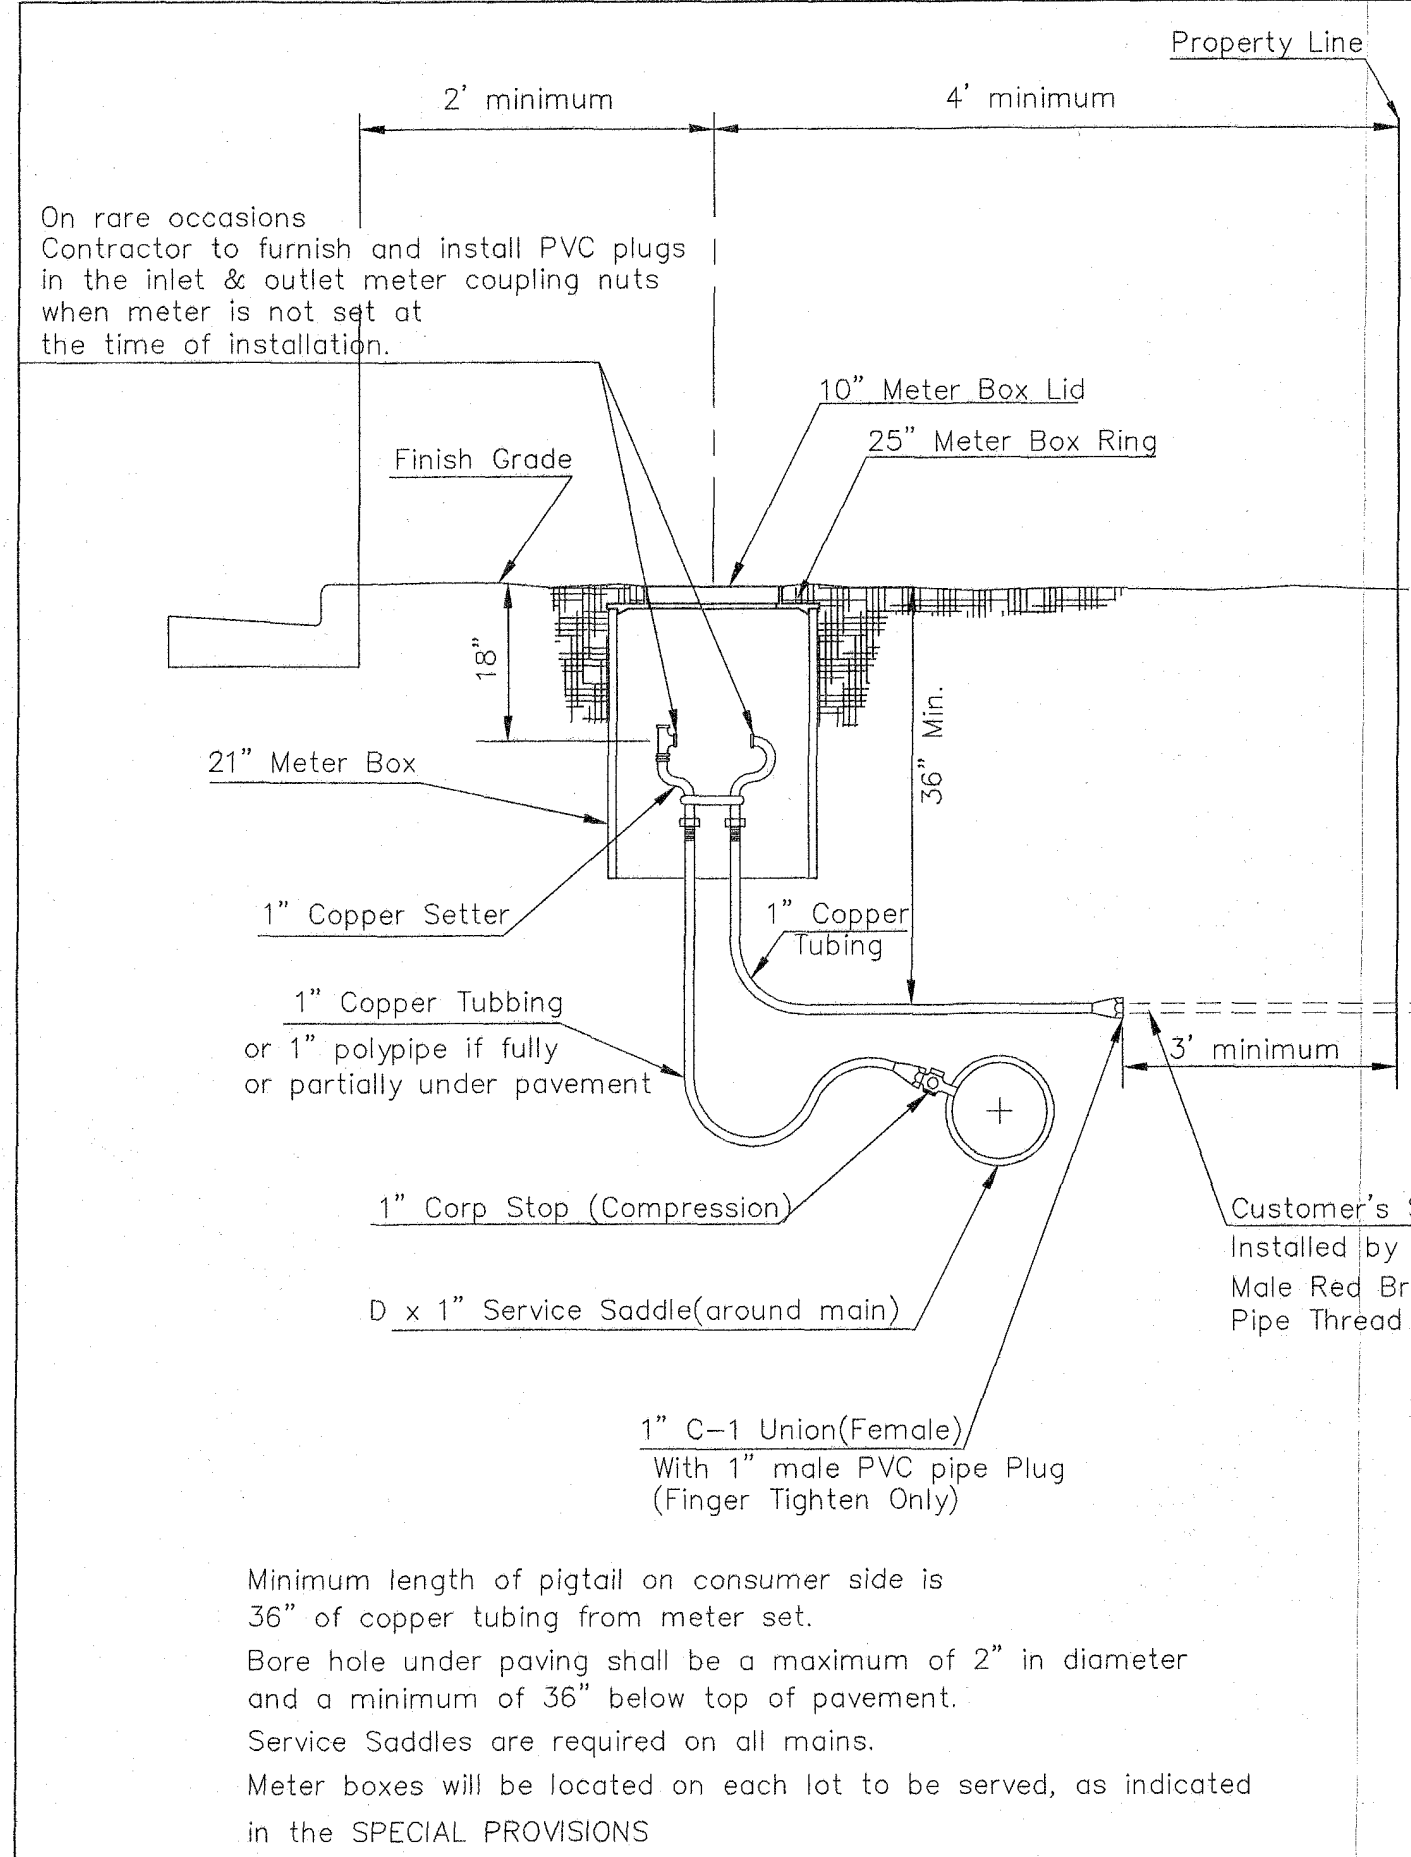 Property Line
2' minimum
4' minimum
On rare occasions
Contractor to furnish and install PVC plugs
in the inlet & outlet meter coupling nuts
when meter is not set at
the time of installation.
10" Meter Box Lid
25" Meter Box Ring
Finish Grade
18"
36" Min.
21" Meter Box
1" Copper Setter
1" Copper
Tubing
1" Copper Tubbing
or 1" polypipe if fully
or partially under pavement
3' minimum
1" Corp Stop (Compression)
Customer's
Installed by
Male Red
Pipe Thread
D x 1" Service Saddle(around main)
1" C-1 Union(Female)
With 1" male PVC pipe Plug
(Finger Tighten Only)
Minimum length of pigtail on consumer side is
36" of copper tubing from meter set.
Bore hole under paving shall be a maximum of 2" in diameter
and a minimum of 36" below top of pavement.
Service Saddles are required on all mains.
Meter boxes will be located on each lot to be served, as indicated
in the SPECIAL PROVISIONS